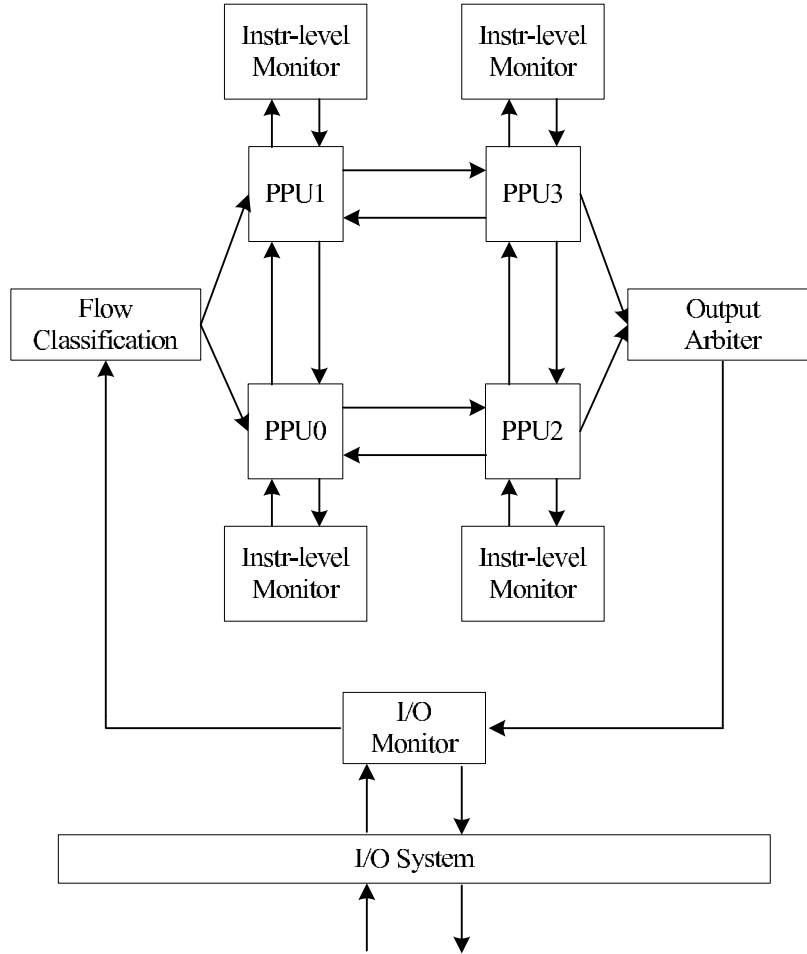 Instr-level
Monitor
Instr-level
Monitor
PPU1
PPU3
Flow
Classification
Output
Arbiter
PPU0
PPU2
Instr-level
Monitor
Instr-level
Monitor
I/O
Monitor
I/O System